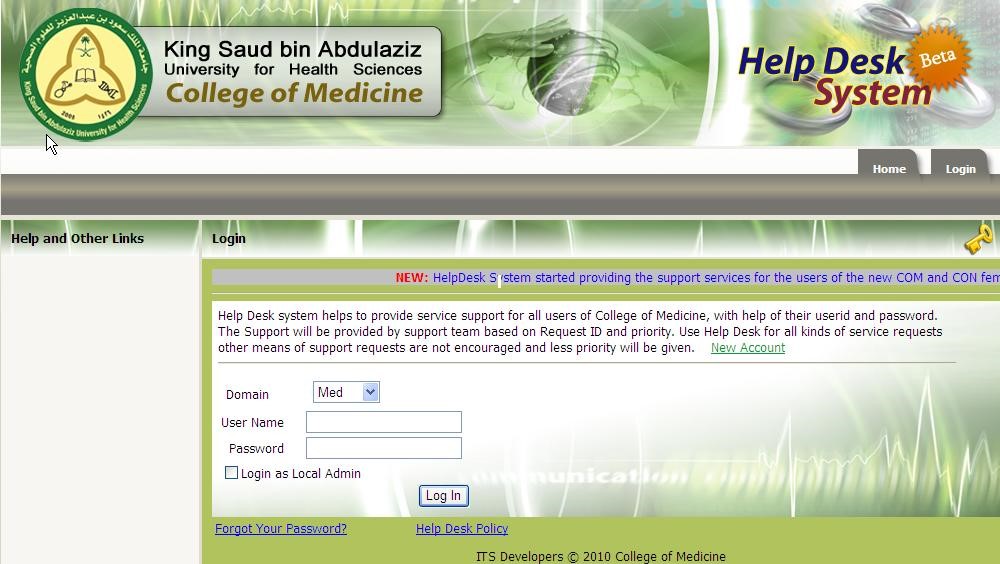 جامعة الملك سعود بن عبدالعزيز للعلوم الصحية
King Saud bin Abdulaziz University for Health Sciences
2005 ١٤٢٦
King Saud bin Abdulaziz
University for Health Sciences
College of Medicine
Help Desk
System
Beta
Home
Login
Help and Other Links
Login
NEW: HelpDesk System started providing the support services for the users of the new COM and CON fem
Help Desk system helps to provide service support for all users of College of Medicine, with help of their userid and password.
The Support will be provided by support team based on Request ID and priority. Use Help Desk for all kinds of service requests
other means of support requests are not encouraged and less priority will be given. New Account
Domain
Med
User Name
Password
Login as Local Admin
Log In
Forgot Your Password?
Help Desk Policy
ITS Developers © 2010 College of Medicine